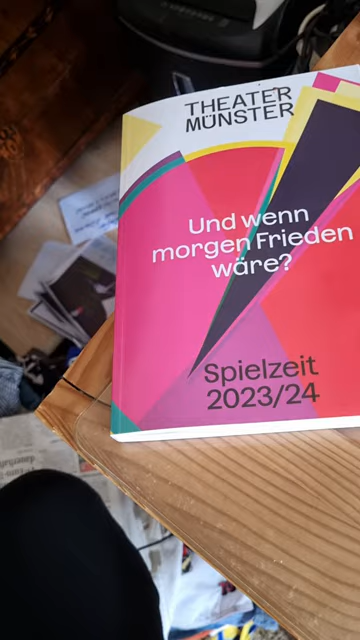 THEATER
MÜNSTER
Und wenn
morgen Frieden
wäre?
Spielzeit
2023/24